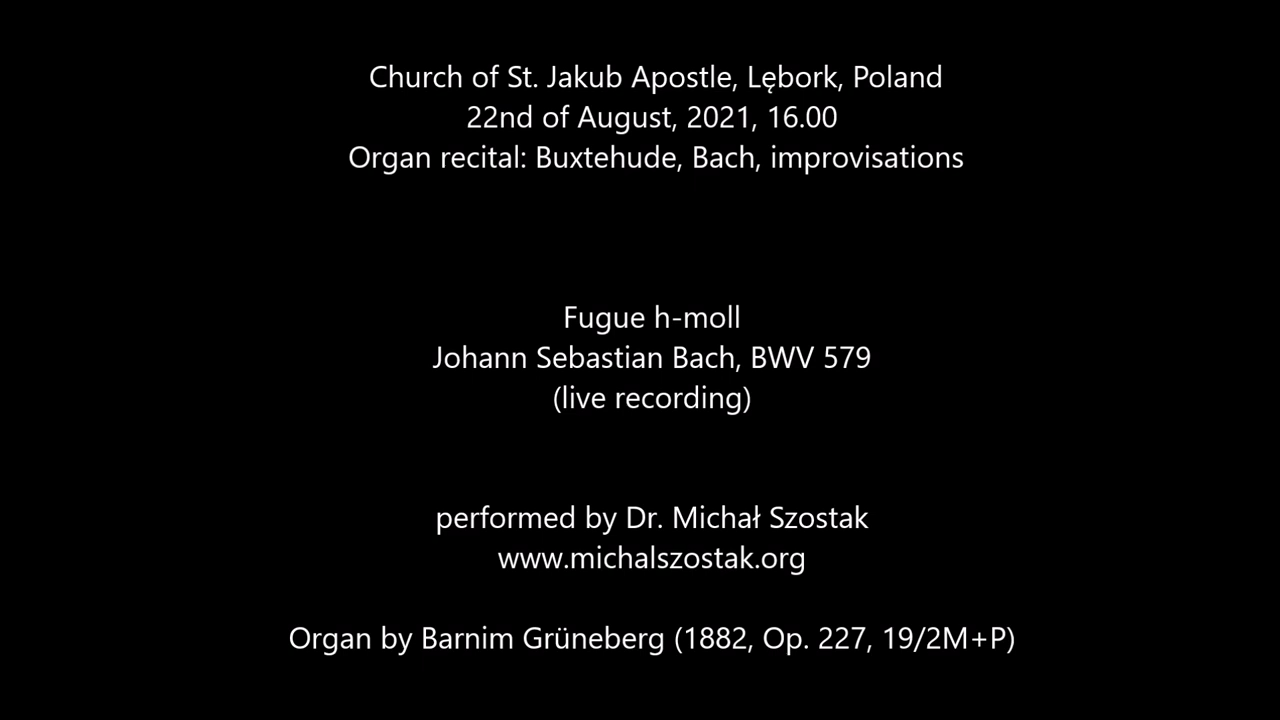 Church of St. Jakub Apostle, Lębork, Poland
22nd of August, 2021, 16.00
Organ recital: Buxtehude, Bach, improvisations
Fugue h-moll
Johann Sebastian Bach, BWV 579
(live recording)
performed by Dr. Michał Szostak
www.michalszostak.org
Organ by Barnim Grüneberg (1882, Op. 227, 19/2M+P)